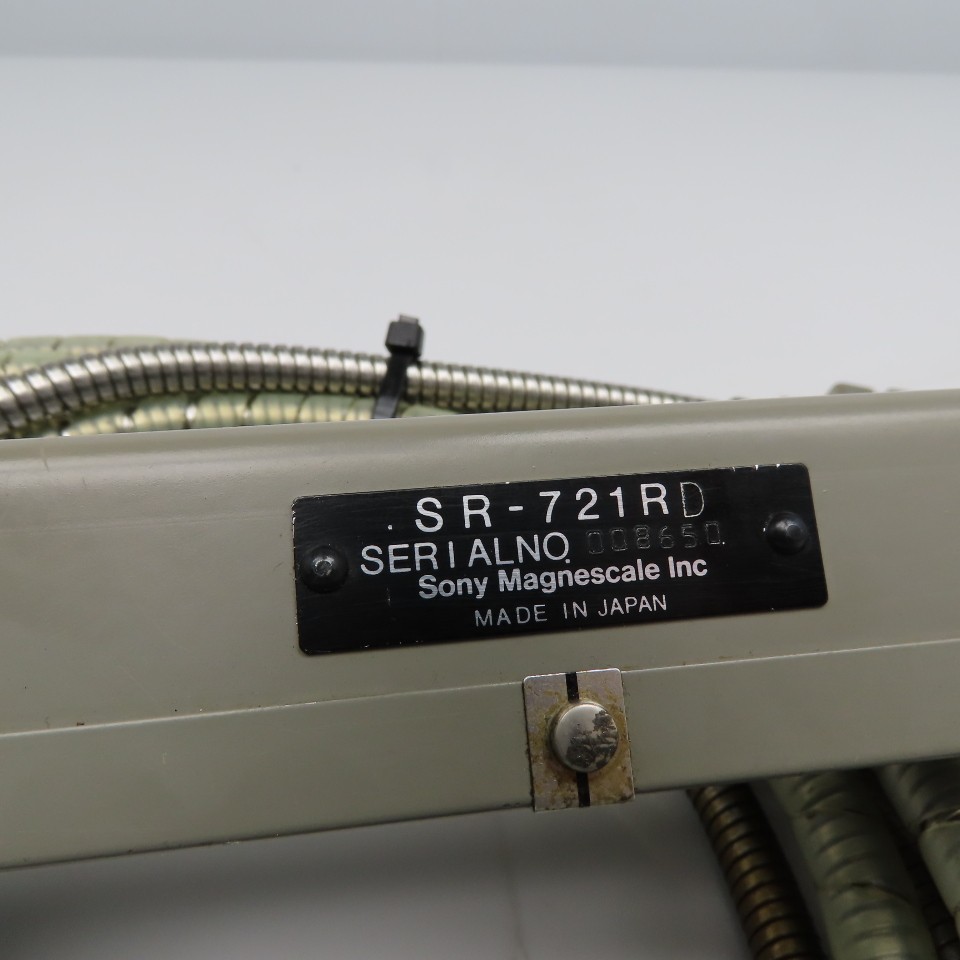 SR-721RD
SERIALNO. 008650
Sony Magnescale Inc
MADE IN JAPAN